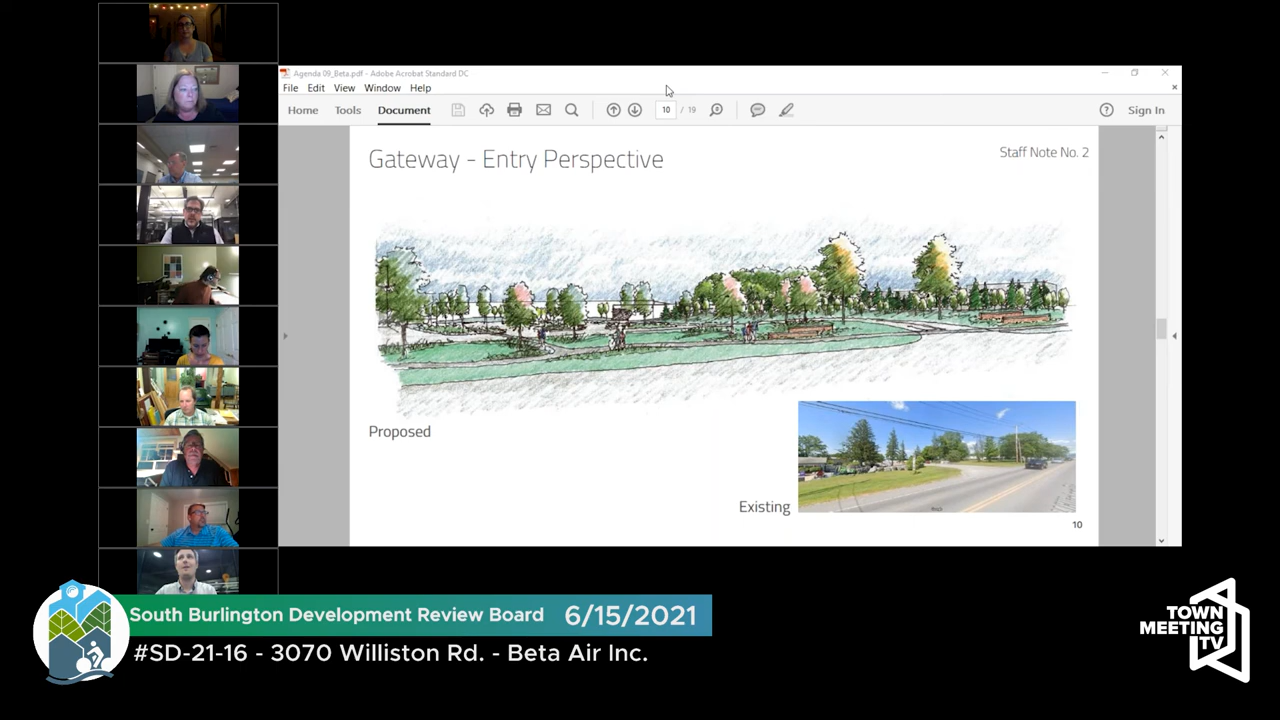 Agenda 09_Beta.pdf - Adobe Acrobat Standard DC
File Edit View Window Help
Home Tools Document 10 / 19 Sign In
Gateway - Entry Perspective
Staff Note No. 2
Proposed
Existing
10
South Burlington Development Review Board 6/15/2021
#SD-21-16 - 3070 Williston Rd. - Beta Air Inc.
TOWN
MEETING
TV